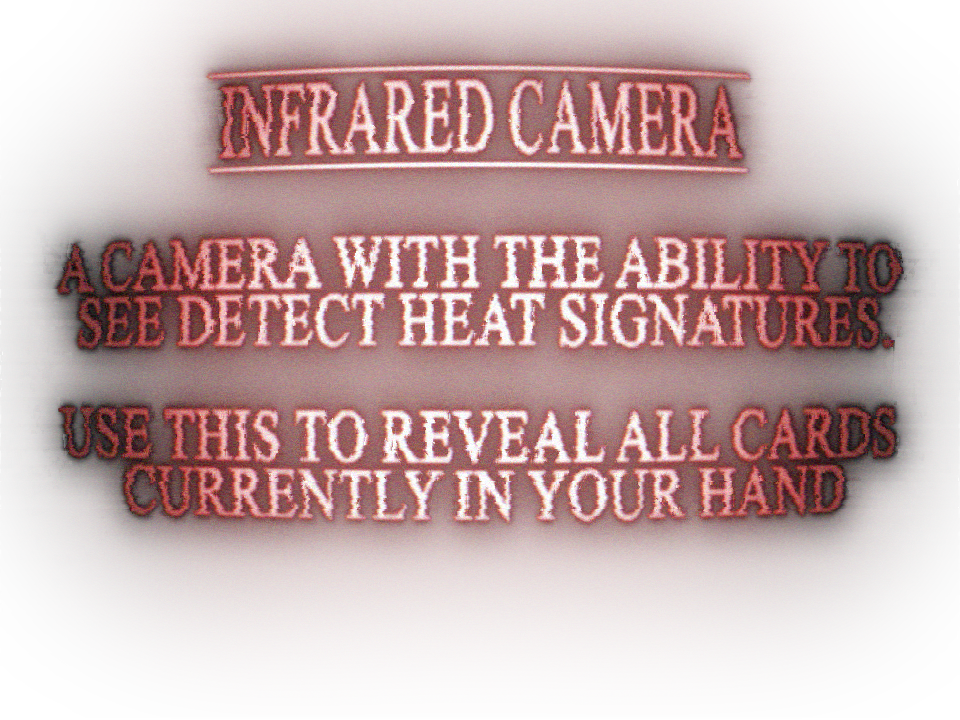 INFRARED CAMERA
A CAMERA WITH THE ABILITY TO
SEE DETECT HEAT SIGNATURES.
USE THIS TO REVEAL ALL CARDS
CURRENTLY IN YOUR HAND